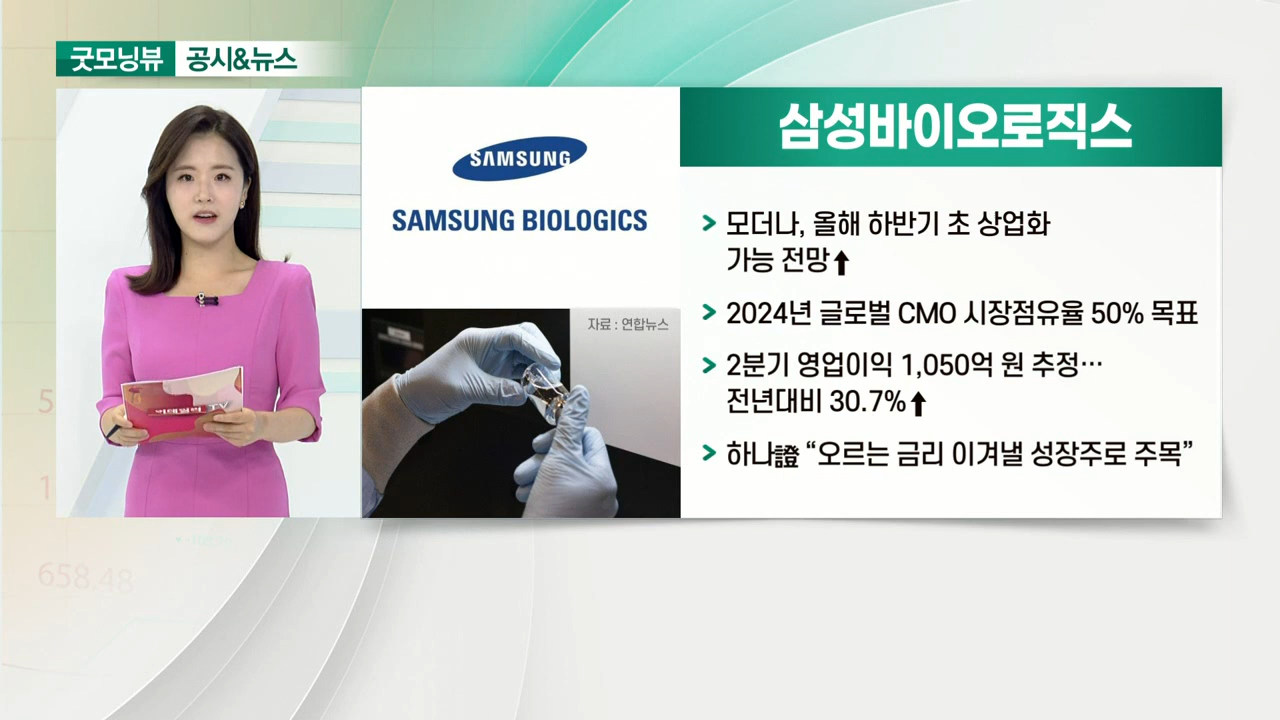 굿모닝뷰 공시&뉴스
SAMSUNG
SAMSUNG BIOLOGICS
자료 : 연합뉴스
삼성바이오로직스
모더나, 올해 하반기 초 상업화
가능 전망⬆
2024년 글로벌 CMO 시장점유율 50% 목표
2분기 영업이익 1,050억 원 추정…
전년대비 30.7%⬆
하나證 “오르는 금리 이겨낼 성장주로 주목”
658.48